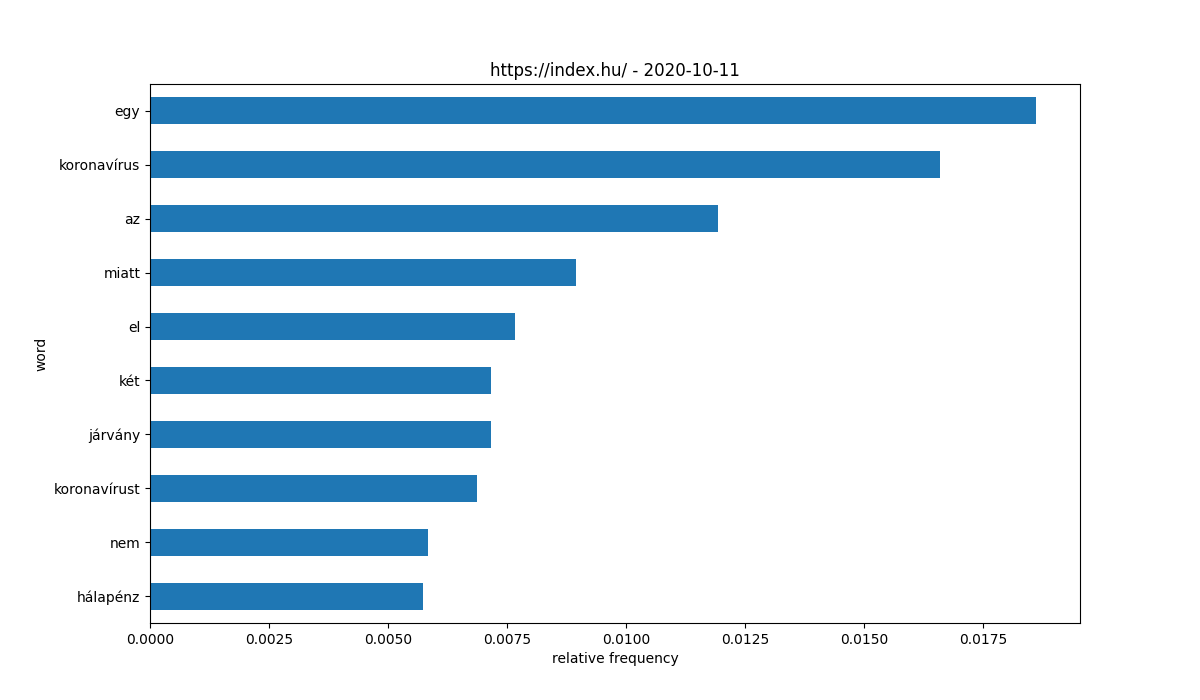 https://index.hu/ - 2020-10-11
egy
koronavírus
az
miatt
el
két
járvány
koronavírust
nem
hálapénz
word
0.0000 0.0025 0.0050 0.0075 0.0100 0.0125 0.0150 0.0175
relative frequency